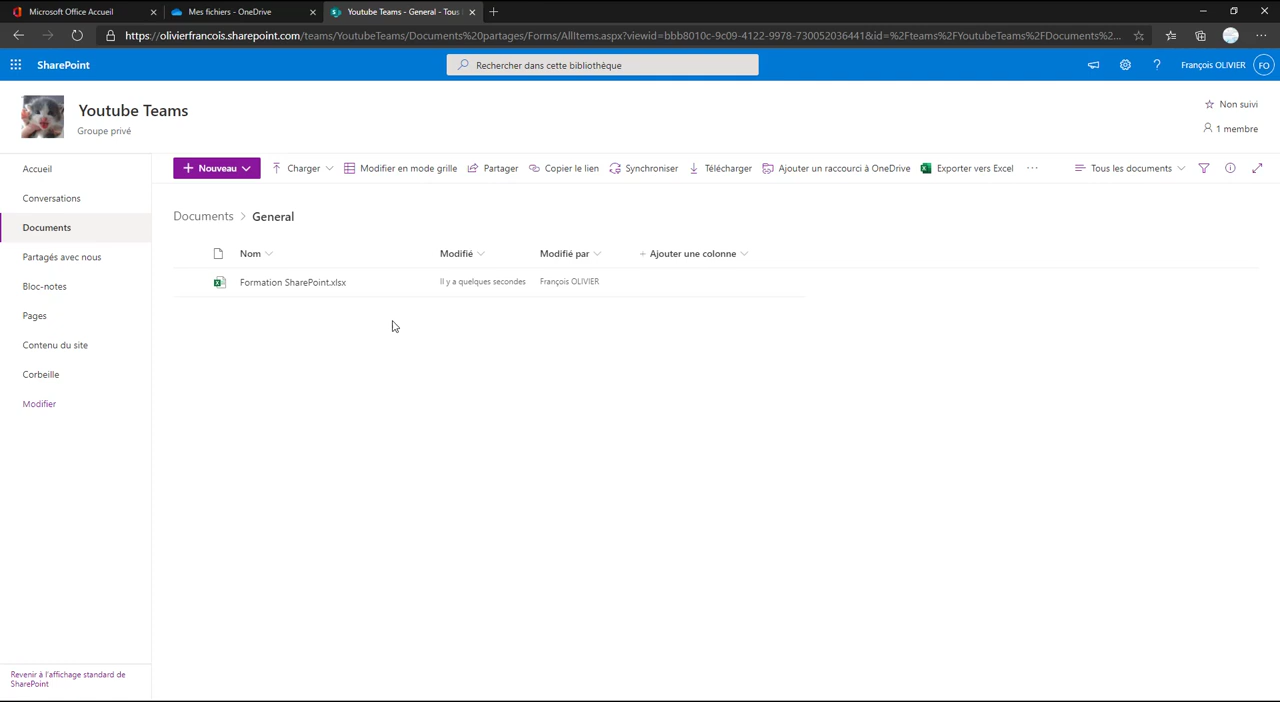 Microsoft Office Accueil
Mes fichiers - OneDrive
Youtube Teams - General - Tous
https://olivierfrancois.sharepoint.com/teams/YoutubeTeams/Documents%20partages/Forms/AllItems.aspx?viewid=bbb8010c-9c09-4122-9978-730052036441&id=%2Fteams%2FYoutubeTeams%2FDocuments%2...
SharePoint
Rechercher dans cette bibliothèque
François OLIVIER
FO
Youtube Teams
Groupe privé
Non suivi
1 membre
Accueil
Conversations
Documents
Partagés avec nous
Bloc-notes
Pages
Contenu du site
Corbeille
Modifier
Revenir à l'affichage standard de
SharePoint
+ Nouveau
Charger
Modifier en mode grille
Partager
Copier le lien
Synchroniser
Télécharger
Ajouter un raccourci à OneDrive
Exporter vers Excel
...
Tous les documents
Documents > General
Nom
Modifié
Modifié par
+ Ajouter une colonne
Formation SharePoint.xlsx
Il y a quelques secondes
François OLIVIER